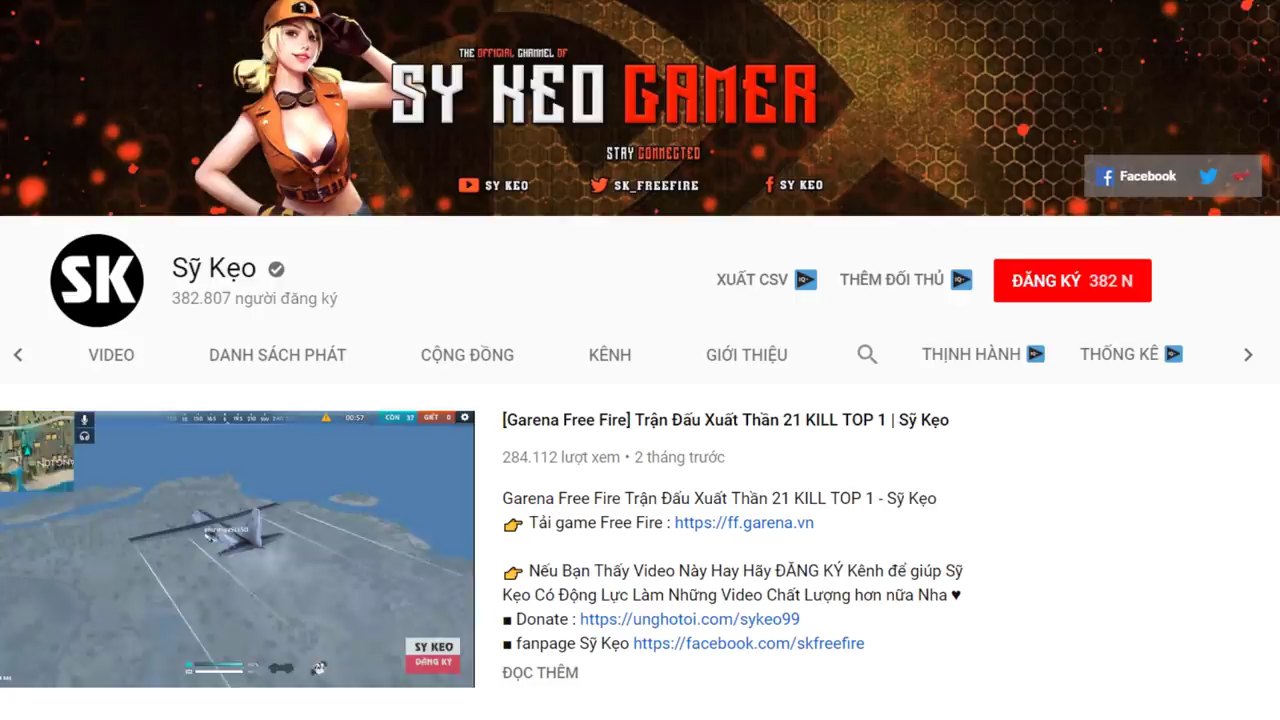 THE OFFICIAL CHANNEL OF
SY KEO GAMER
STAY CONNECTED
SY KEO SK_FREEFIRE SY KEO
Facebook
SK
Sỹ Kẹo
382.807 người đăng ký
XUẤT CSV THÊM ĐỐI THỦ ĐĂNG KÝ 382 N
VIDEO DANH SÁCH PHÁT CỘNG ĐỒNG KÊNH GIỚI THIỆU THỊNH HÀNH THỐNG KÊ
150 165 S 195 210 240 00:57 CÒN 37 GIẾT 0
SY KEO
ĐĂNG KÝ
[Garena Free Fire] Trận Đấu Xuất Thần 21 KILL TOP 1 | Sỹ Kẹo
284.112 lượt xem • 2 tháng trước
Garena Free Fire Trận Đấu Xuất Thần 21 KILL TOP 1 - Sỹ Kẹo
👉 Tải game Free Fire : https://ff.garena.vn
👉 Nếu Bạn Thấy Video Này Hay Hãy ĐĂNG KÝ Kênh để giúp Sỹ
Kẹo Có Động Lực Làm Những Video Chất Lượng hơn nữa Nha ♥
■ Donate : https://unghotoi.com/sykeo99
■ fanpage Sỹ Kẹo https://facebook.com/skfreefire
ĐỌC THÊM